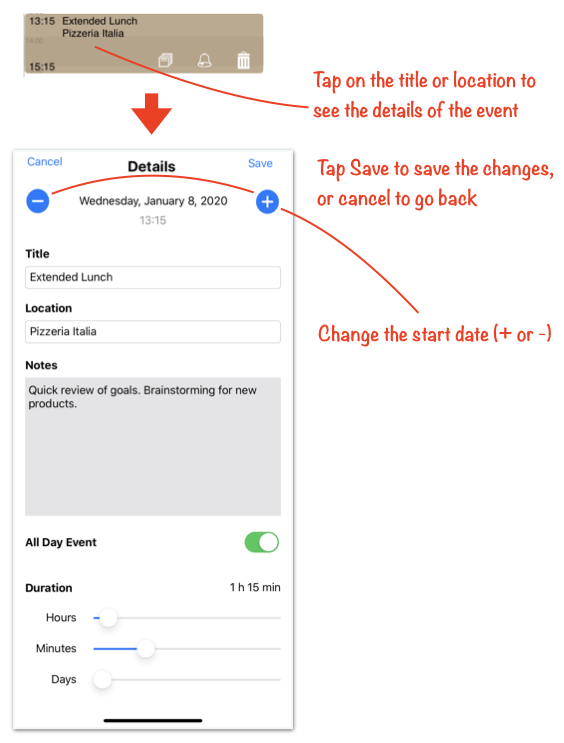 13:15 Extended Lunch
Pizzeria Italia
14:00
15:15
Tap on the title or location to
see the details of the event
Cancel
Details
Save
Tap Save to save the changes,
or cancel to go back
Wednesday, January 8, 2020
13:15
Title
Extended Lunch
Location
Pizzeria Italia
Change the start date (+ or -)
Notes
Quick review of goals. Brainstorming for new
products.
All Day Event
Duration
1 h 15 min
Hours
Minutes
Days